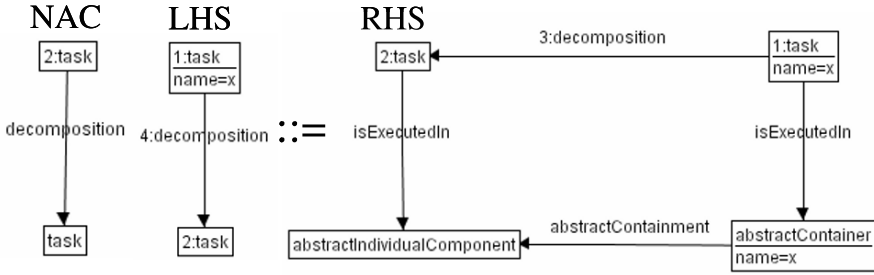 NAC
LHS
RHS
2:task
decomposition
task
1:task
name=x
4:decomposition
2:task
::=
2:task
3:decomposition
1:task
name=x
isExecutedIn
isExecutedIn
abstractIndividualComponent
abstractContainment
abstractContainer
name=x